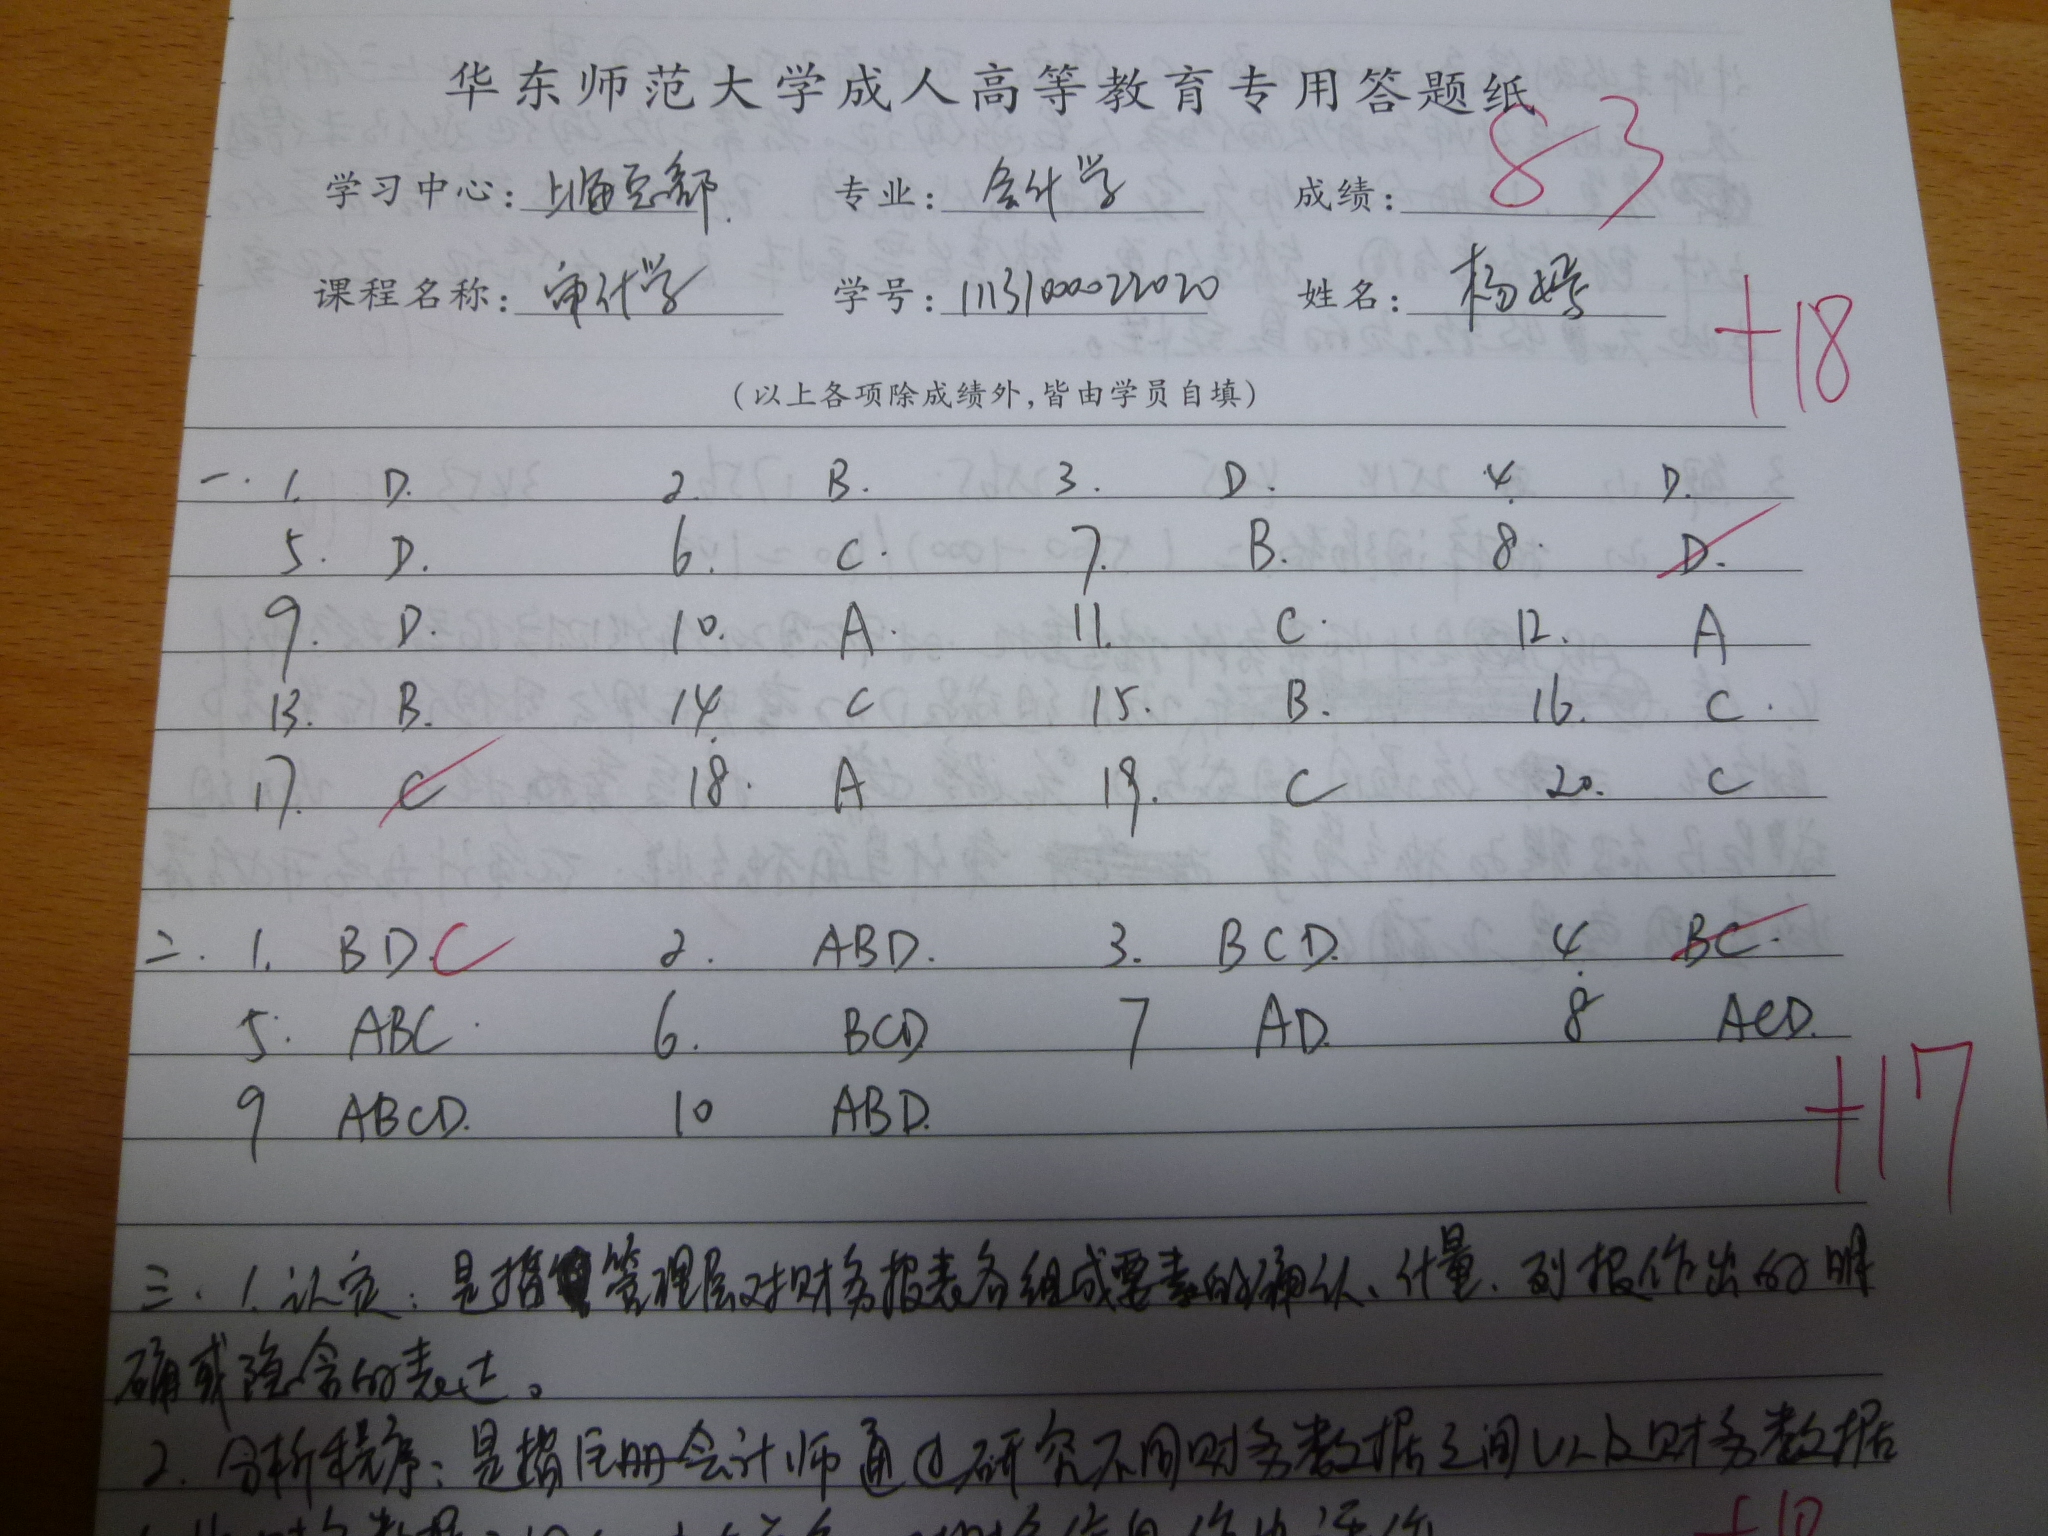 华东师范大学成人高等教育专用答题纸
学习中心: 上海总部. 专业: 会计学 成绩: 83
课程名称: 审计学 学号: 1113100022020 姓名: 杨婷
+18
(以上各项除成绩外,皆由学员自填)
一. 1. D. 2. B. 3. D. 4. D.
5. D. 6. C. 7. B. 8. D.
9. D. 10. A. 11. C. 12. A
13. B. 14. C 15. B. 16. C.
17. C 18. A 19. C 20. C
二. 1. BD. C 2. ABD. 3. BCD. 4. BC.
5. ABC. 6. BCD 7 AD. 8 ACD.
9 ABCD. 10 ABD.
+17
三. 1. 认定: 是指管理层对财务报表各组成要素的确认、计量、列报作出的明
确或隐含的表达。
2. 分析程序: 是指注册会计师通过研究不同财务数据之间以及财务数据
+10